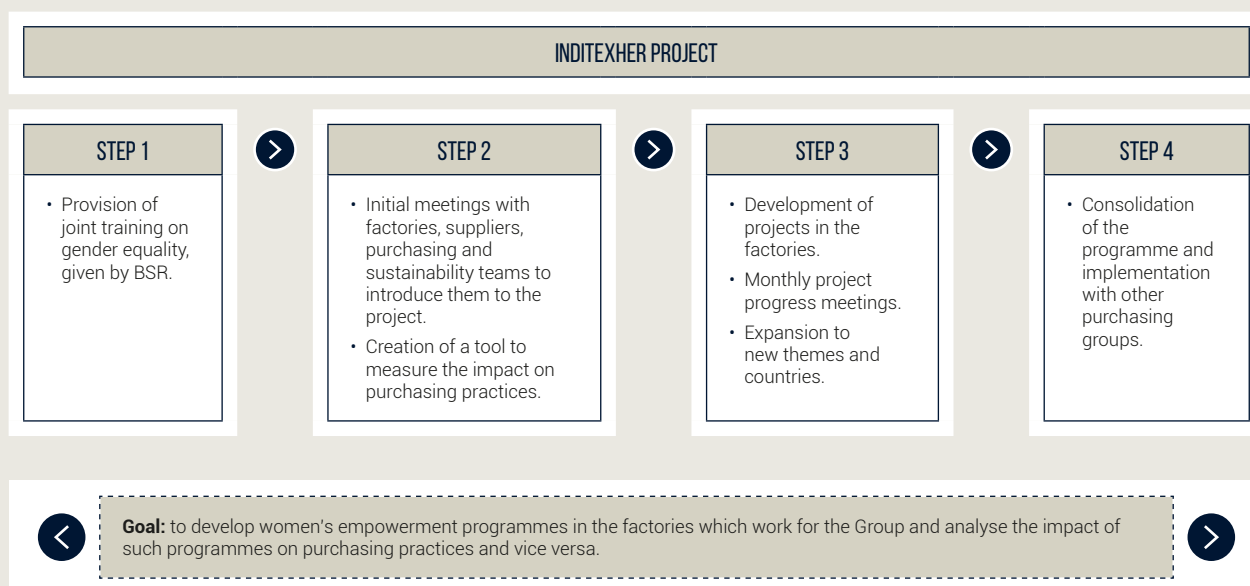 INDITEXHER PROJECT
STEP 1
• Provision of
joint training on
gender equality,
given by BSR.
STEP 2
• Initial meetings with
factories, suppliers,
purchasing and
sustainability teams to
introduce them to the
project.
• Creation of a tool to
measure the impact on
purchasing practices.
STEP 3
• Development of
projects in the
factories.
• Monthly project
progress meetings.
• Expansion to
new themes and
countries.
STEP 4
• Consolidation
of the
programme and
implementation
with other
purchasing
groups.
Goal: to develop women's empowerment programmes in the factories which work for the Group and analyse the impact of
such programmes on purchasing practices and vice versa.